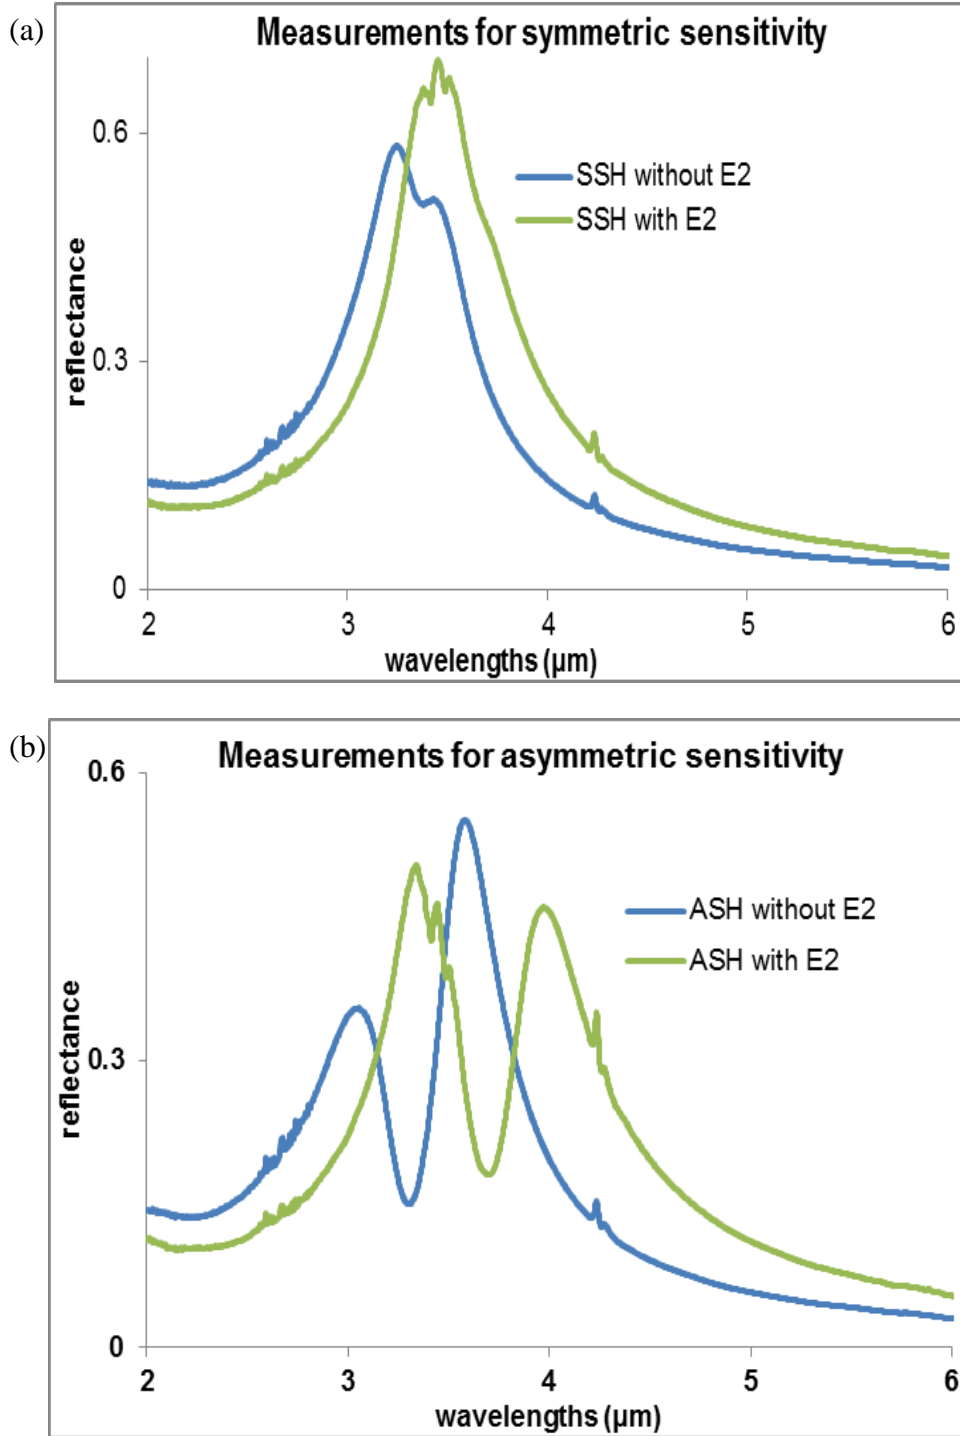 (a)
Measurements for symmetric sensitivity
reflectance
0.6
0.3
0
SSH without E2
SSH with E2
2 3 4 5 6
wavelengths (µm)
(b)
Measurements for asymmetric sensitivity
reflectance
0.6
0.3
0
ASH without E2
ASH with E2
2 3 4 5 6
wavelengths (µm)